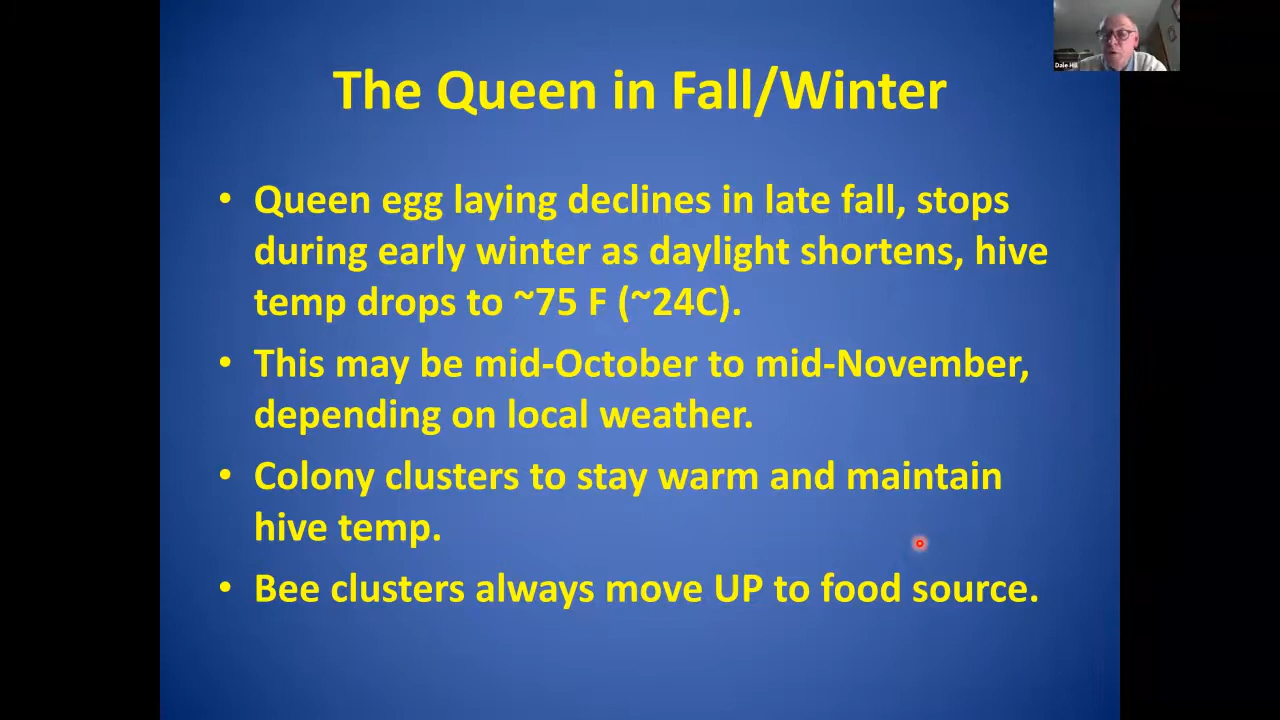 Dale Hill
The Queen in Fall/Winter
• Queen egg laying declines in late fall, stops
during early winter as daylight shortens, hive
temp drops to ~75 F (~24C).
• This may be mid-October to mid-November,
depending on local weather.
• Colony clusters to stay warm and maintain
hive temp.
• Bee clusters always move UP to food source.